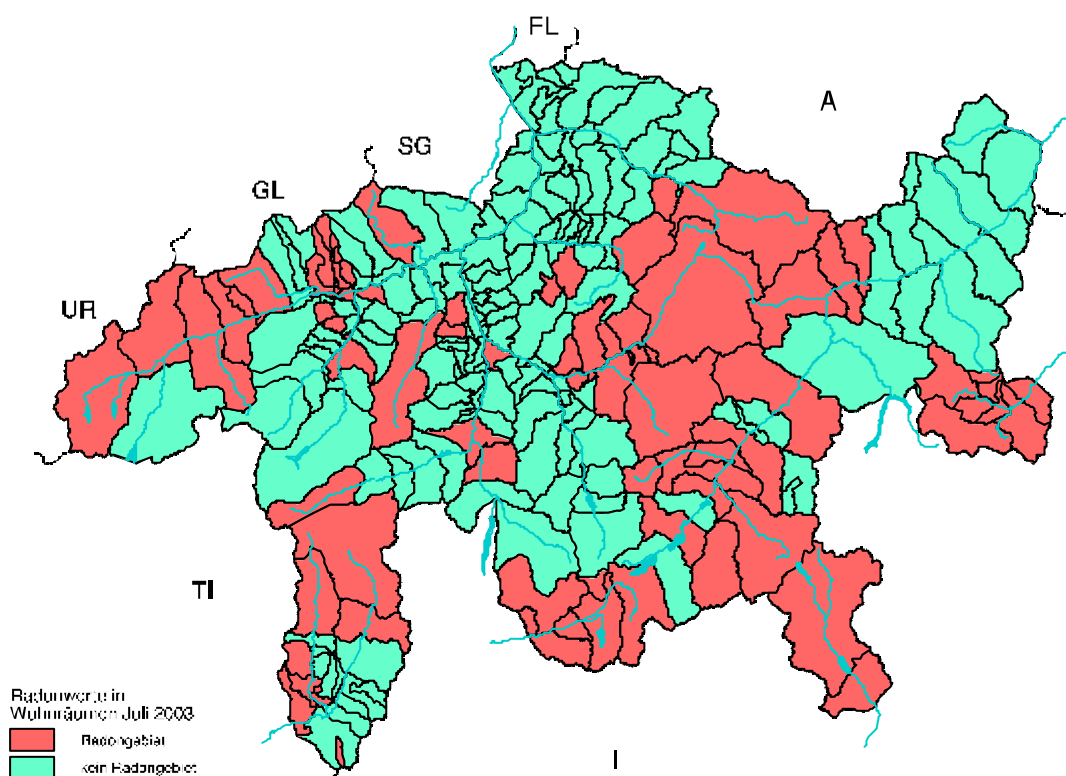 FL
A
SG
GL
UR
TI
I
Radonwerte in
Wohnräumen Juli 2003
Radongebiet
kein Radongebiet